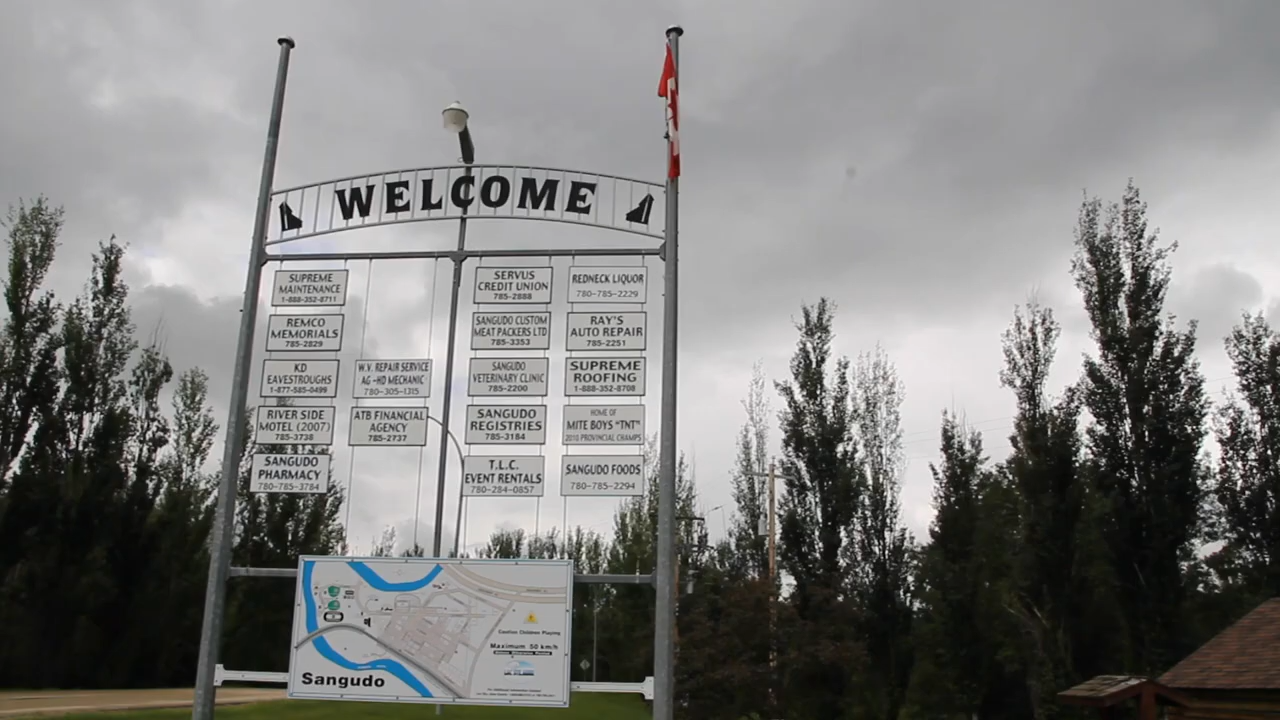 WELCOME
SUPREME
MAINTENANCE
1-888-352-8711
REMCO
MEMORIALS
785-2829
KD
EAVESTROUGHS
1-877-585-0499
RIVER SIDE
MOTEL (2007)
785-3738
SANGUDO
PHARMACY
780-785-3784
W.V. REPAIR SERVICE
AG -HD MECHANIC
780-305-1315
ATB FINANCIAL
AGENCY
785-2737
SERVUS
CREDIT UNION
785-2888
SANGUDO CUSTOM
MEAT PACKERS LTD
785-3353
SANGUDO
VETERINARY CLINIC
785-2200
SANGUDO
REGISTRIES
785-3184
T.L.C.
EVENT RENTALS
780-284-0857
REDNECK LIQUOR
780-785-2229
RAY'S
AUTO REPAIR
785-2251
SUPREME
ROOFING
1-888-352-8708
HOME OF
MITE BOYS "TNT"
2010 PROVINCIAL CHAMPS
SANGUDO FOODS
780-785-2294
Caution Children Playing
Maximum 50 km/h
Sangudo